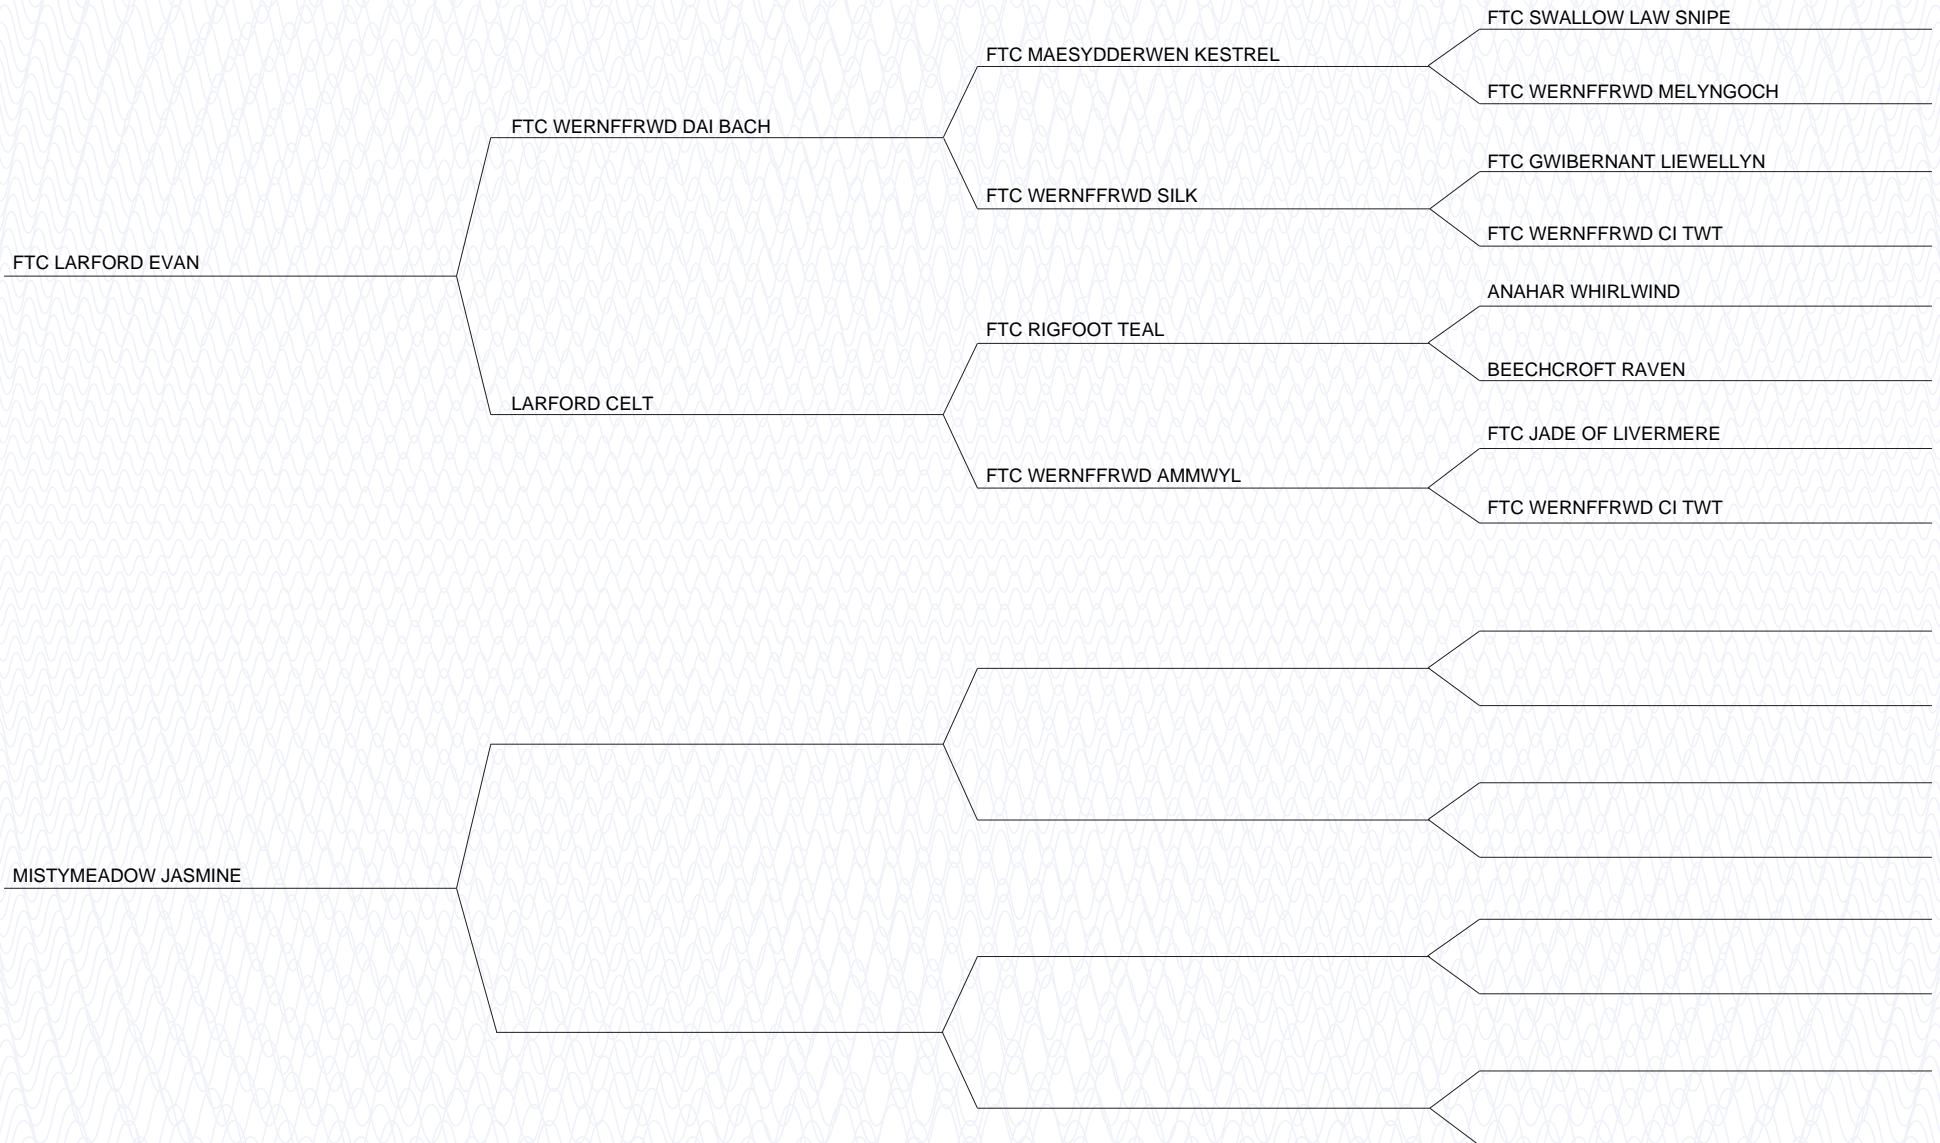 FTC SWALLOW LAW SNIPE
FTC MAESYDDERWEN KESTREL
FTC WERNFFRWD MELYNGOCH
FTC WERNFFRWD DAI BACH
FTC GWIBERNANT LIEWELLYN
FTC WERNFFRWD SILK
FTC WERNFFRWD CI TWT
FTC LARFORD EVAN
ANAHAR WHIRLWIND
FTC RIGFOOT TEAL
BEECHCROFT RAVEN
LARFORD CELT
FTC JADE OF LIVERMERE
FTC WERNFFRWD AMMWYL
FTC WERNFFRWD CI TWT
MISTYMEADOW JASMINE